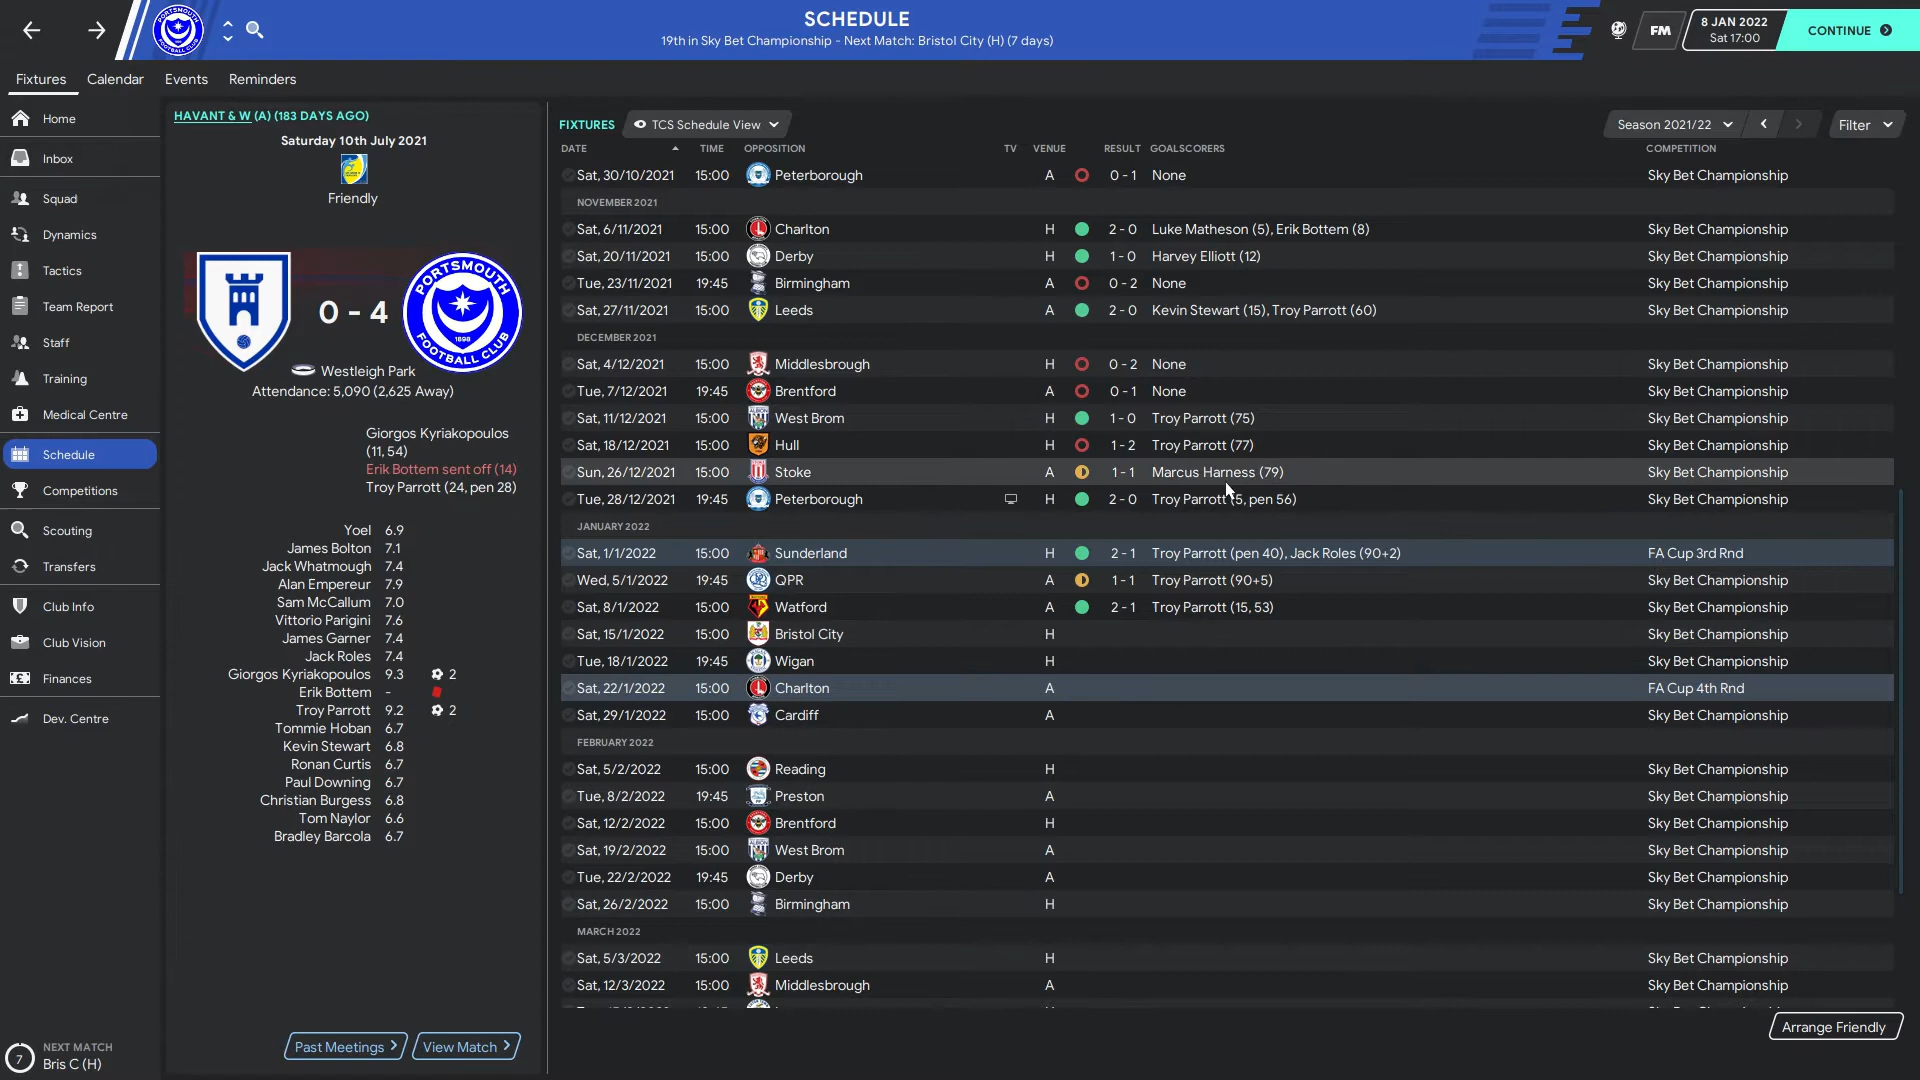 SCHEDULE
19th in Sky Bet Championship - Next Match: Bristol City (H) (7 days)
FM
8 JAN 2022
Sat 17:00
CONTINUE
Fixtures Calendar Events Reminders
Home
Inbox
Squad
Dynamics
Tactics
Team Report
Staff
Training
Medical Centre
Schedule
Competitions
Scouting
Transfers
Club Info
Club Vision
Finances
Dev. Centre
7
NEXT MATCH
Bris C (H)
HAVANT & W (A) (183 DAYS AGO)
Saturday 10th July 2021
Friendly
0 - 4
PORTSMOUTH
1898
FOOTBALL CLUB
Westleigh Park
Attendance: 5,090 (2,625 Away)
Giorgos Kyriakopoulos
(11, 54)
Erik Bottem sent off (14)
Troy Parrott (24, pen 28)
Yoel 6.9
James Bolton 7.1
Jack Whatmough 7.4
Alan Empereur 7.9
Sam McCallum 7.0
Vittorio Parigini 7.6
James Garner 7.4
Jack Roles 7.4
Giorgos Kyriakopoulos 9.3 2
Erik Bottem -
Troy Parrott 9.2 2
Tommie Hoban 6.7
Kevin Stewart 6.8
Ronan Curtis 6.7
Paul Downing 6.7
Christian Burgess 6.8
Tom Naylor 6.6
Bradley Barcola 6.7
Past Meetings
View Match
FIXTURES TCS Schedule View Season 2021/22 Filter
DATE TIME OPPOSITION TV VENUE RESULT GOALSCORERS COMPETITION
Sat, 30/10/2021 15:00 Peterborough A 0 - 1 None Sky Bet Championship
NOVEMBER 2021
Sat, 6/11/2021 15:00 Charlton H 2 - 0 Luke Matheson (5), Erik Bottem (8) Sky Bet Championship
Sat, 20/11/2021 15:00 Derby H 1 - 0 Harvey Elliott (12) Sky Bet Championship
Tue, 23/11/2021 19:45 Birmingham A 0 - 2 None Sky Bet Championship
Sat, 27/11/2021 15:00 Leeds A 2 - 0 Kevin Stewart (15), Troy Parrott (60) Sky Bet Championship
DECEMBER 2021
Sat, 4/12/2021 15:00 Middlesbrough H 0 - 2 None Sky Bet Championship
Tue, 7/12/2021 19:45 Brentford A 0 - 1 None Sky Bet Championship
Sat, 11/12/2021 15:00 West Brom H 1 - 0 Troy Parrott (75) Sky Bet Championship
Sat, 18/12/2021 15:00 Hull H 1 - 2 Troy Parrott (77) Sky Bet Championship
Sun, 26/12/2021 15:00 Stoke A 1 - 1 Marcus Harness (79) Sky Bet Championship
Tue, 28/12/2021 19:45 Peterborough H 2 - 0 Troy Parrott (5, pen 56) Sky Bet Championship
JANUARY 2022
Sat, 1/1/2022 15:00 Sunderland H 2 - 1 Troy Parrott (pen 40), Jack Roles (90+2) FA Cup 3rd Rnd
Wed, 5/1/2022 19:45 QPR A 1 - 1 Troy Parrott (90+5) Sky Bet Championship
Sat, 8/1/2022 15:00 Watford A 2 - 1 Troy Parrott (15, 53) Sky Bet Championship
Sat, 15/1/2022 15:00 Bristol City H Sky Bet Championship
Tue, 18/1/2022 19:45 Wigan H Sky Bet Championship
Sat, 22/1/2022 15:00 Charlton A FA Cup 4th Rnd
Sat, 29/1/2022 15:00 Cardiff A Sky Bet Championship
FEBRUARY 2022
Sat, 5/2/2022 15:00 Reading H Sky Bet Championship
Tue, 8/2/2022 19:45 Preston A Sky Bet Championship
Sat, 12/2/2022 15:00 Brentford H Sky Bet Championship
Sat, 19/2/2022 15:00 West Brom A Sky Bet Championship
Tue, 22/2/2022 19:45 Derby A Sky Bet Championship
Sat, 26/2/2022 15:00 Birmingham H Sky Bet Championship
MARCH 2022
Sat, 5/3/2022 15:00 Leeds H Sky Bet Championship
Sat, 12/3/2022 15:00 Middlesbrough A Sky Bet Championship
Arrange Friendly